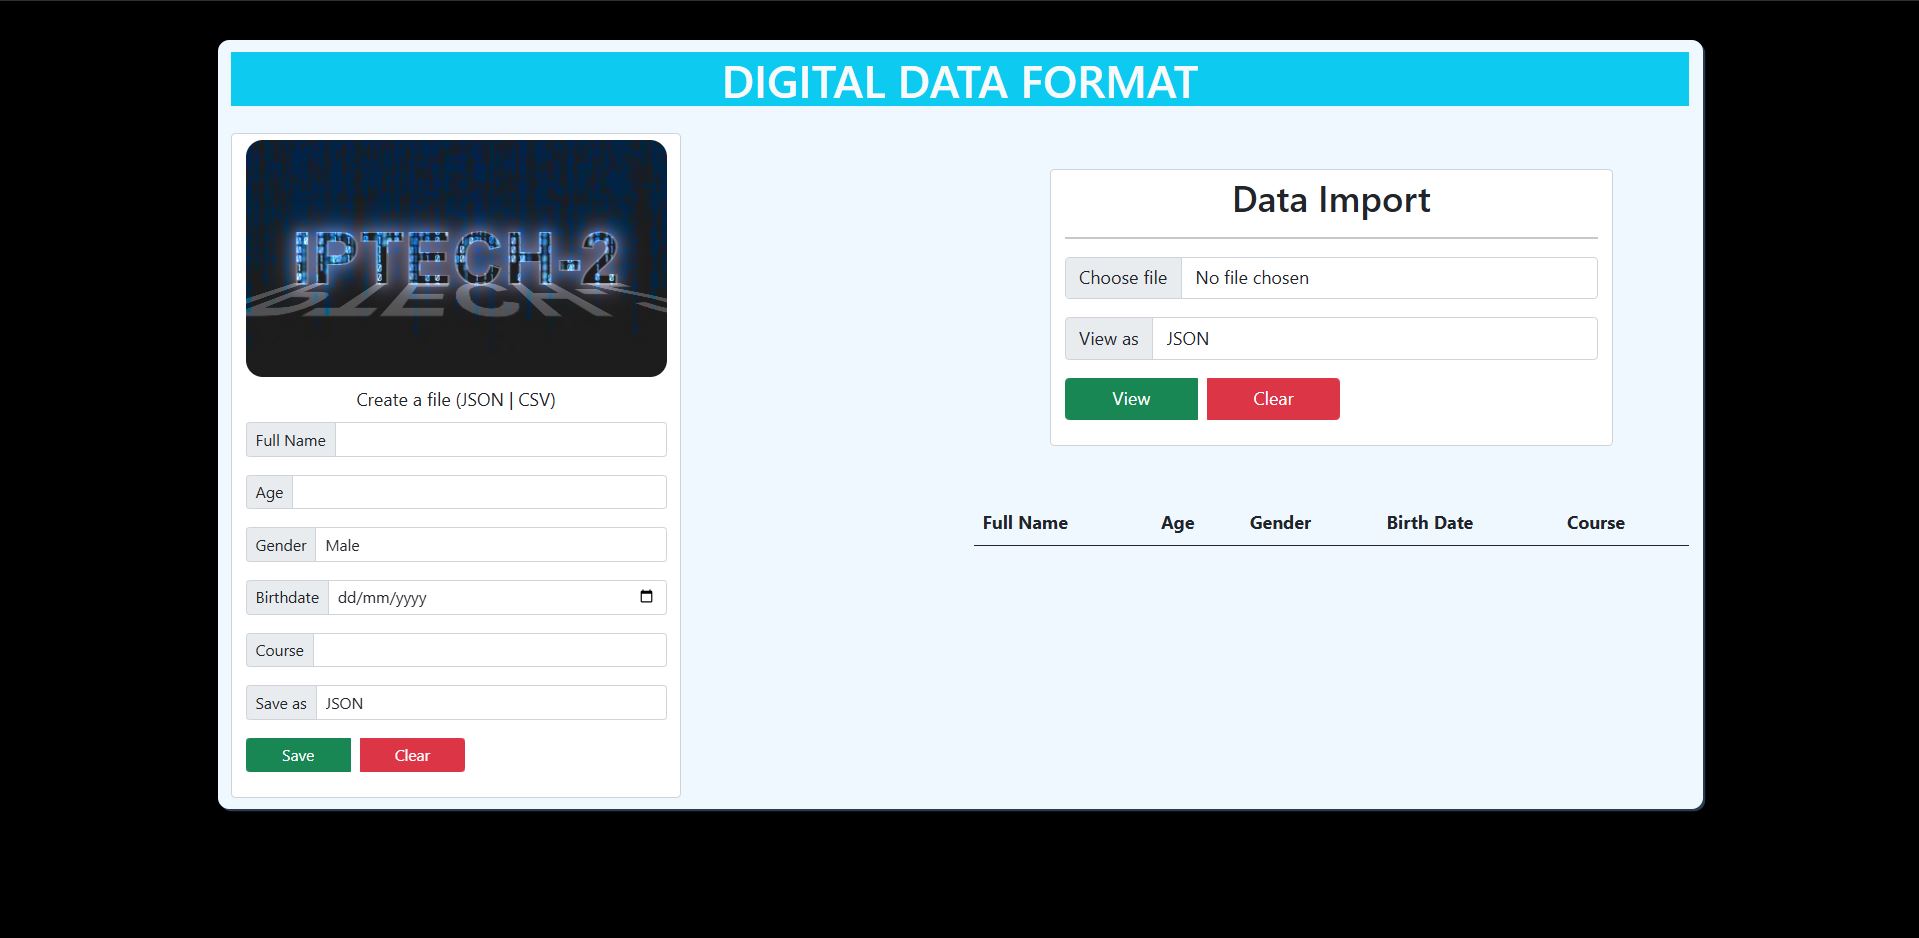 DIGITAL DATA FORMAT
IPTECH-2
Create a file (JSON | CSV)
Full Name
Age
Gender Male
Birthdate dd/mm/yyyy
Course
Save as JSON
Save Clear
Data Import
Choose file No file chosen
View as JSON
View Clear
Full Name Age Gender Birth Date Course